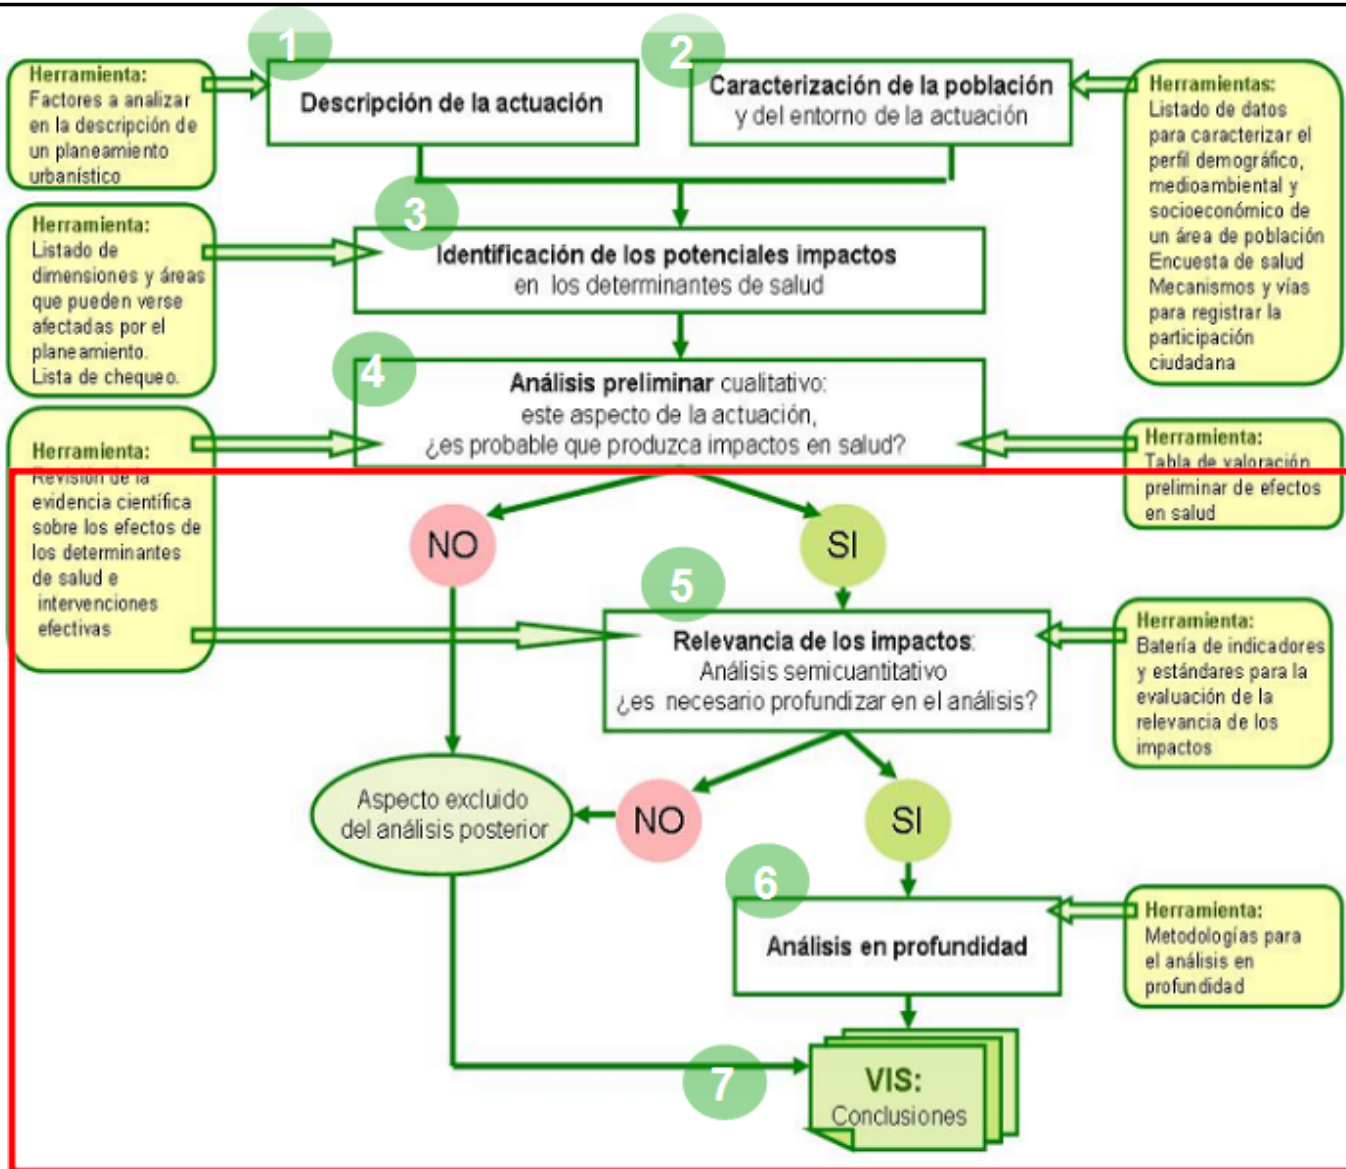 1
Descripción de la actuación
2
Caracterización de la población
y del entorno de la actuación
Herramienta:
Factores a analizar
en la descripción de
un planeamiento
urbanístico
Herramientas:
Listado de datos
para caracterizar el
perfil demográfico,
medioambiental y
socioeconómico de
un área de población
Encuesta de salud
Mecanismos y vías
para registrar la
participación
ciudadana
3
Identificación de los potenciales impactos
en los determinantes de salud
Herramienta:
Listado de
dimensiones y áreas
que pueden verse
afectadas por el
planeamiento.
Lista de chequeo.
4
Análisis preliminar cualitativo:
este aspecto de la actuación,
¿es probable que produzca impactos en salud?
Herramienta:
Revisión de la
evidencia científica
sobre los efectos de
los determinantes
de salud e
intervenciones
efectivas
Herramienta:
Tabla de valoración
preliminar de efectos
en salud
NO
SI
5
Relevancia de los impactos:
Análisis semicuantitativo
¿es necesario profundizar en el análisis?
Herramienta:
Batería de indicadores
y estándares para la
evaluación de la
relevancia de los
impactos
Aspecto excluido
del análisis posterior
NO
SI
6
Análisis en profundidad
Herramienta:
Metodologías para
el análisis en
profundidad
7
VIS:
Conclusiones